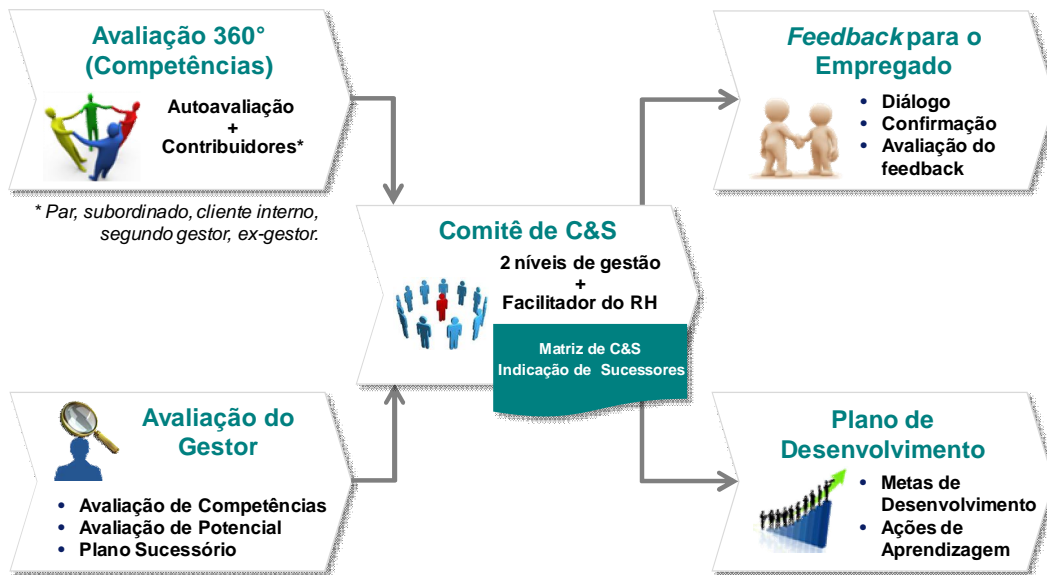 Avaliação 360°
(Competências)
Autoavaliação
+
Contribuidores*
* Par, subordinado, cliente interno,
segundo gestor, ex-gestor.
Avaliação do
Gestor
• Avaliação de Competências
• Avaliação de Potencial
• Plano Sucessório
Comitê de C&S
2 níveis de gestão
+
Facilitador do RH
Matriz de C&S
Indicação de Sucessores
Feedback para o
Empregado
• Diálogo
• Confirmação
• Avaliação do
feedback
Plano de
Desenvolvimento
• Metas de
Desenvolvimento
• Ações de
Aprendizagem